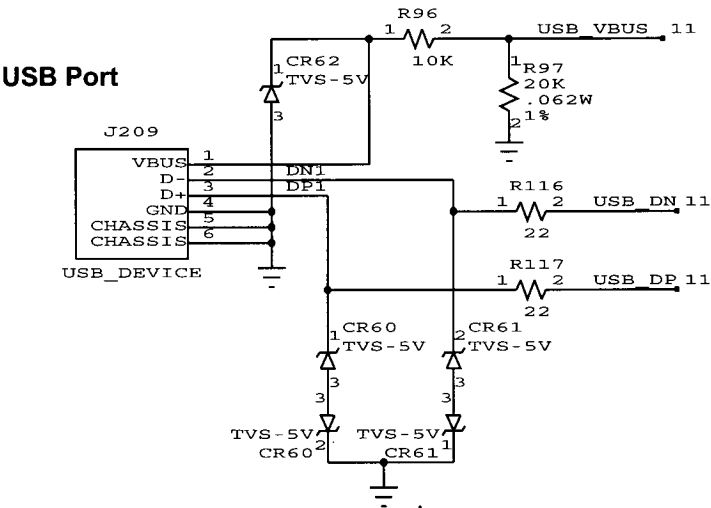 R96
1 2 USB_VBUS 11
10K
CR62
1 TVS-5V
3
USB Port
1 R97
20K
.062W
2 1%
J209
VBUS 1
D- 2 DN1
D+ 3 DP1
GND 4
CHASSIS 5
CHASSIS 6
USB_DEVICE
R116
1 2 USB_DN 11
22
R117
1 2 USB_DP 11
22
1 CR60 2 CR61
TVS-5V TVS-5V
3 3
3 3
TVS-5V TVS-5V
CR60 2 CR61 1